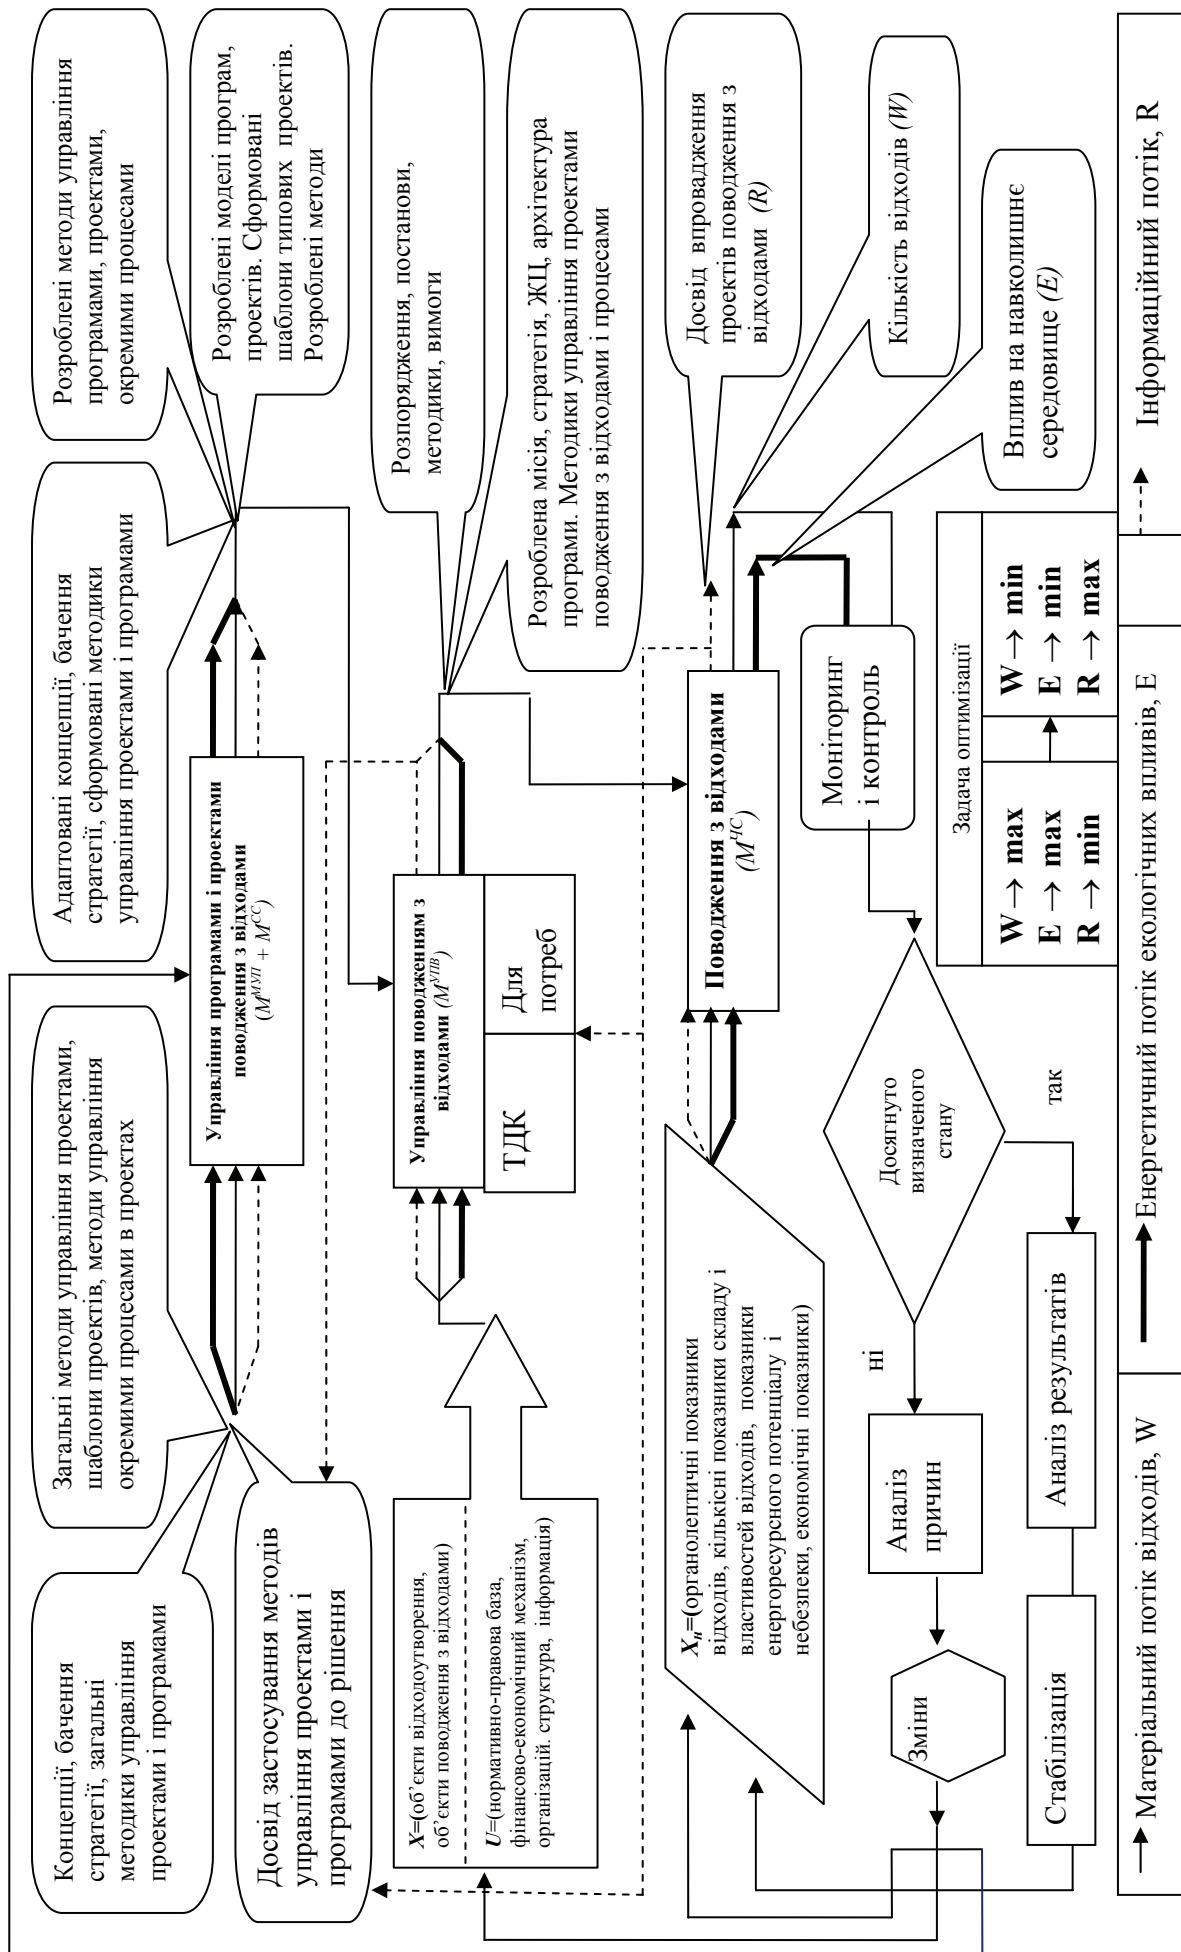 Концепції, бачення
стратегії, загальні
методики управління
проектами і програмами
Загальні методи управління проектами,
шаблони проектів, методи управління
окремими процесами в проектах
Адаптовані концепції, бачення
стратегії, сформовані методики
управління проектами і програмами
Розроблені методи управління
програмами, проектами,
окремими процесами
Розроблені моделі програм,
проектів. Сформовані
шаблони типових проектів.
Розроблені методи
Управління програмами і проектами
поводження з відходами
(M^МУП + M^СС)
Досвід застосування методів
управління проектами і
програмами до рішення
Розпорядження, постанови,
методики, вимоги
Розроблена місія, стратегія, ЖЦ, архітектура
програми. Методики управління проектами
поводження з відходами і процесами
X=(об’єкти відходоутворення,
об’єкти поводження з відходами)
U=(нормативно-правова база,
фінансово-економічний механізм,
організацій. структура, інформація)
Управління поводженням з
відходами (M^УПВ)
ТДК
Для
потреб
Досвід впровадження
проектів поводження з
відходами (R)
Кількість відходів (W)
Вплив на навколишнє
середовище (E)
X_н=(органолептичні показники
відходів, кількісні показники складу і
властивостей відходів, показники
енергоресурсного потенціалу і
небезпеки, економічні показники)
Поводження з відходами
(M^ЧС)
Моніторинг
і контроль
Досягнуто
визначеного
стану
ні
так
Аналіз
причин
Зміни
Аналіз результатів
Стабілізація
Задача оптимізації
W → max
E → max
R → min
W → min
E → min
R → max
Матеріальний потік відходів, W
Енергетичний потік екологічних впливів, E
Інформаційний потік, R